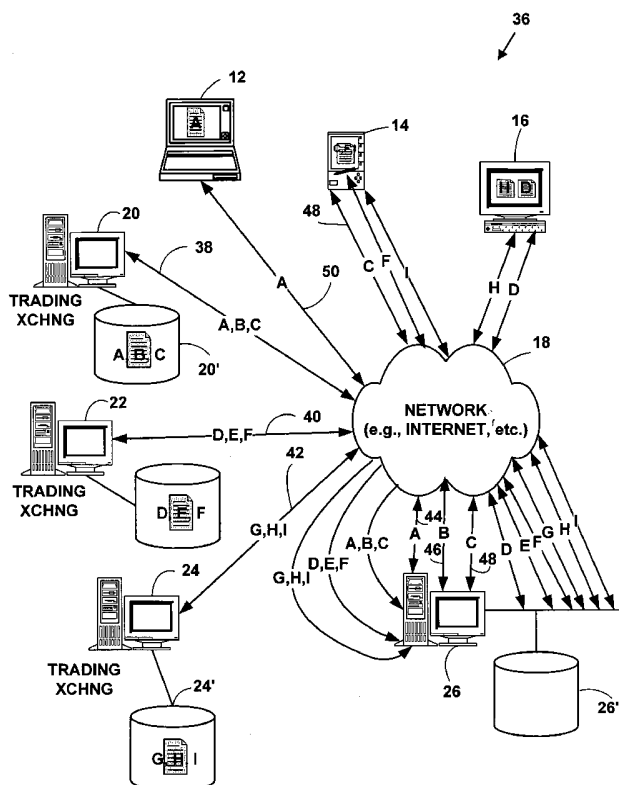 36
12
14
16
A
H D
20
38
48
C
F
I
H
D
TRADING
XCHNG
A
50
18
A,B,C
A B C
20'
NETWORK
(e.g., INTERNET, etc.)
22
40
D,E,F
TRADING
XCHNG
D E F
42
G,H,I
G,H,I
D,E,F
A,B,C
A
44
B
46
C
48
D
E
F
G
H
I
24
TRADING
XCHNG
26
26'
24'
G H I